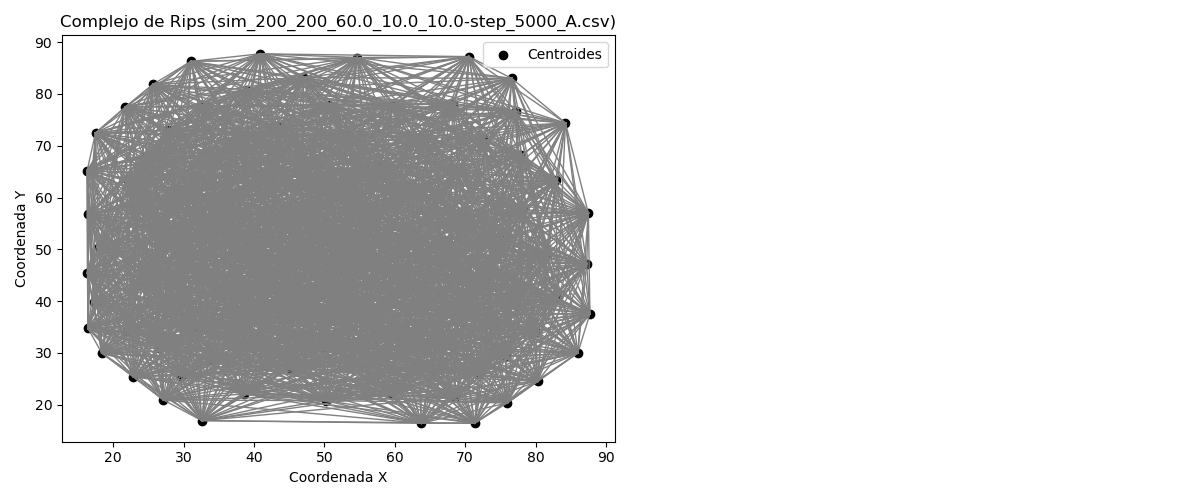 Complejo de Rips (sim_200_200_60.0_10.0_10.0-step_5000_A.csv)
Centroides
90
80
70
60
50
40
30
20
Coordenada Y
20 30 40 50 60 70 80 90
Coordenada X